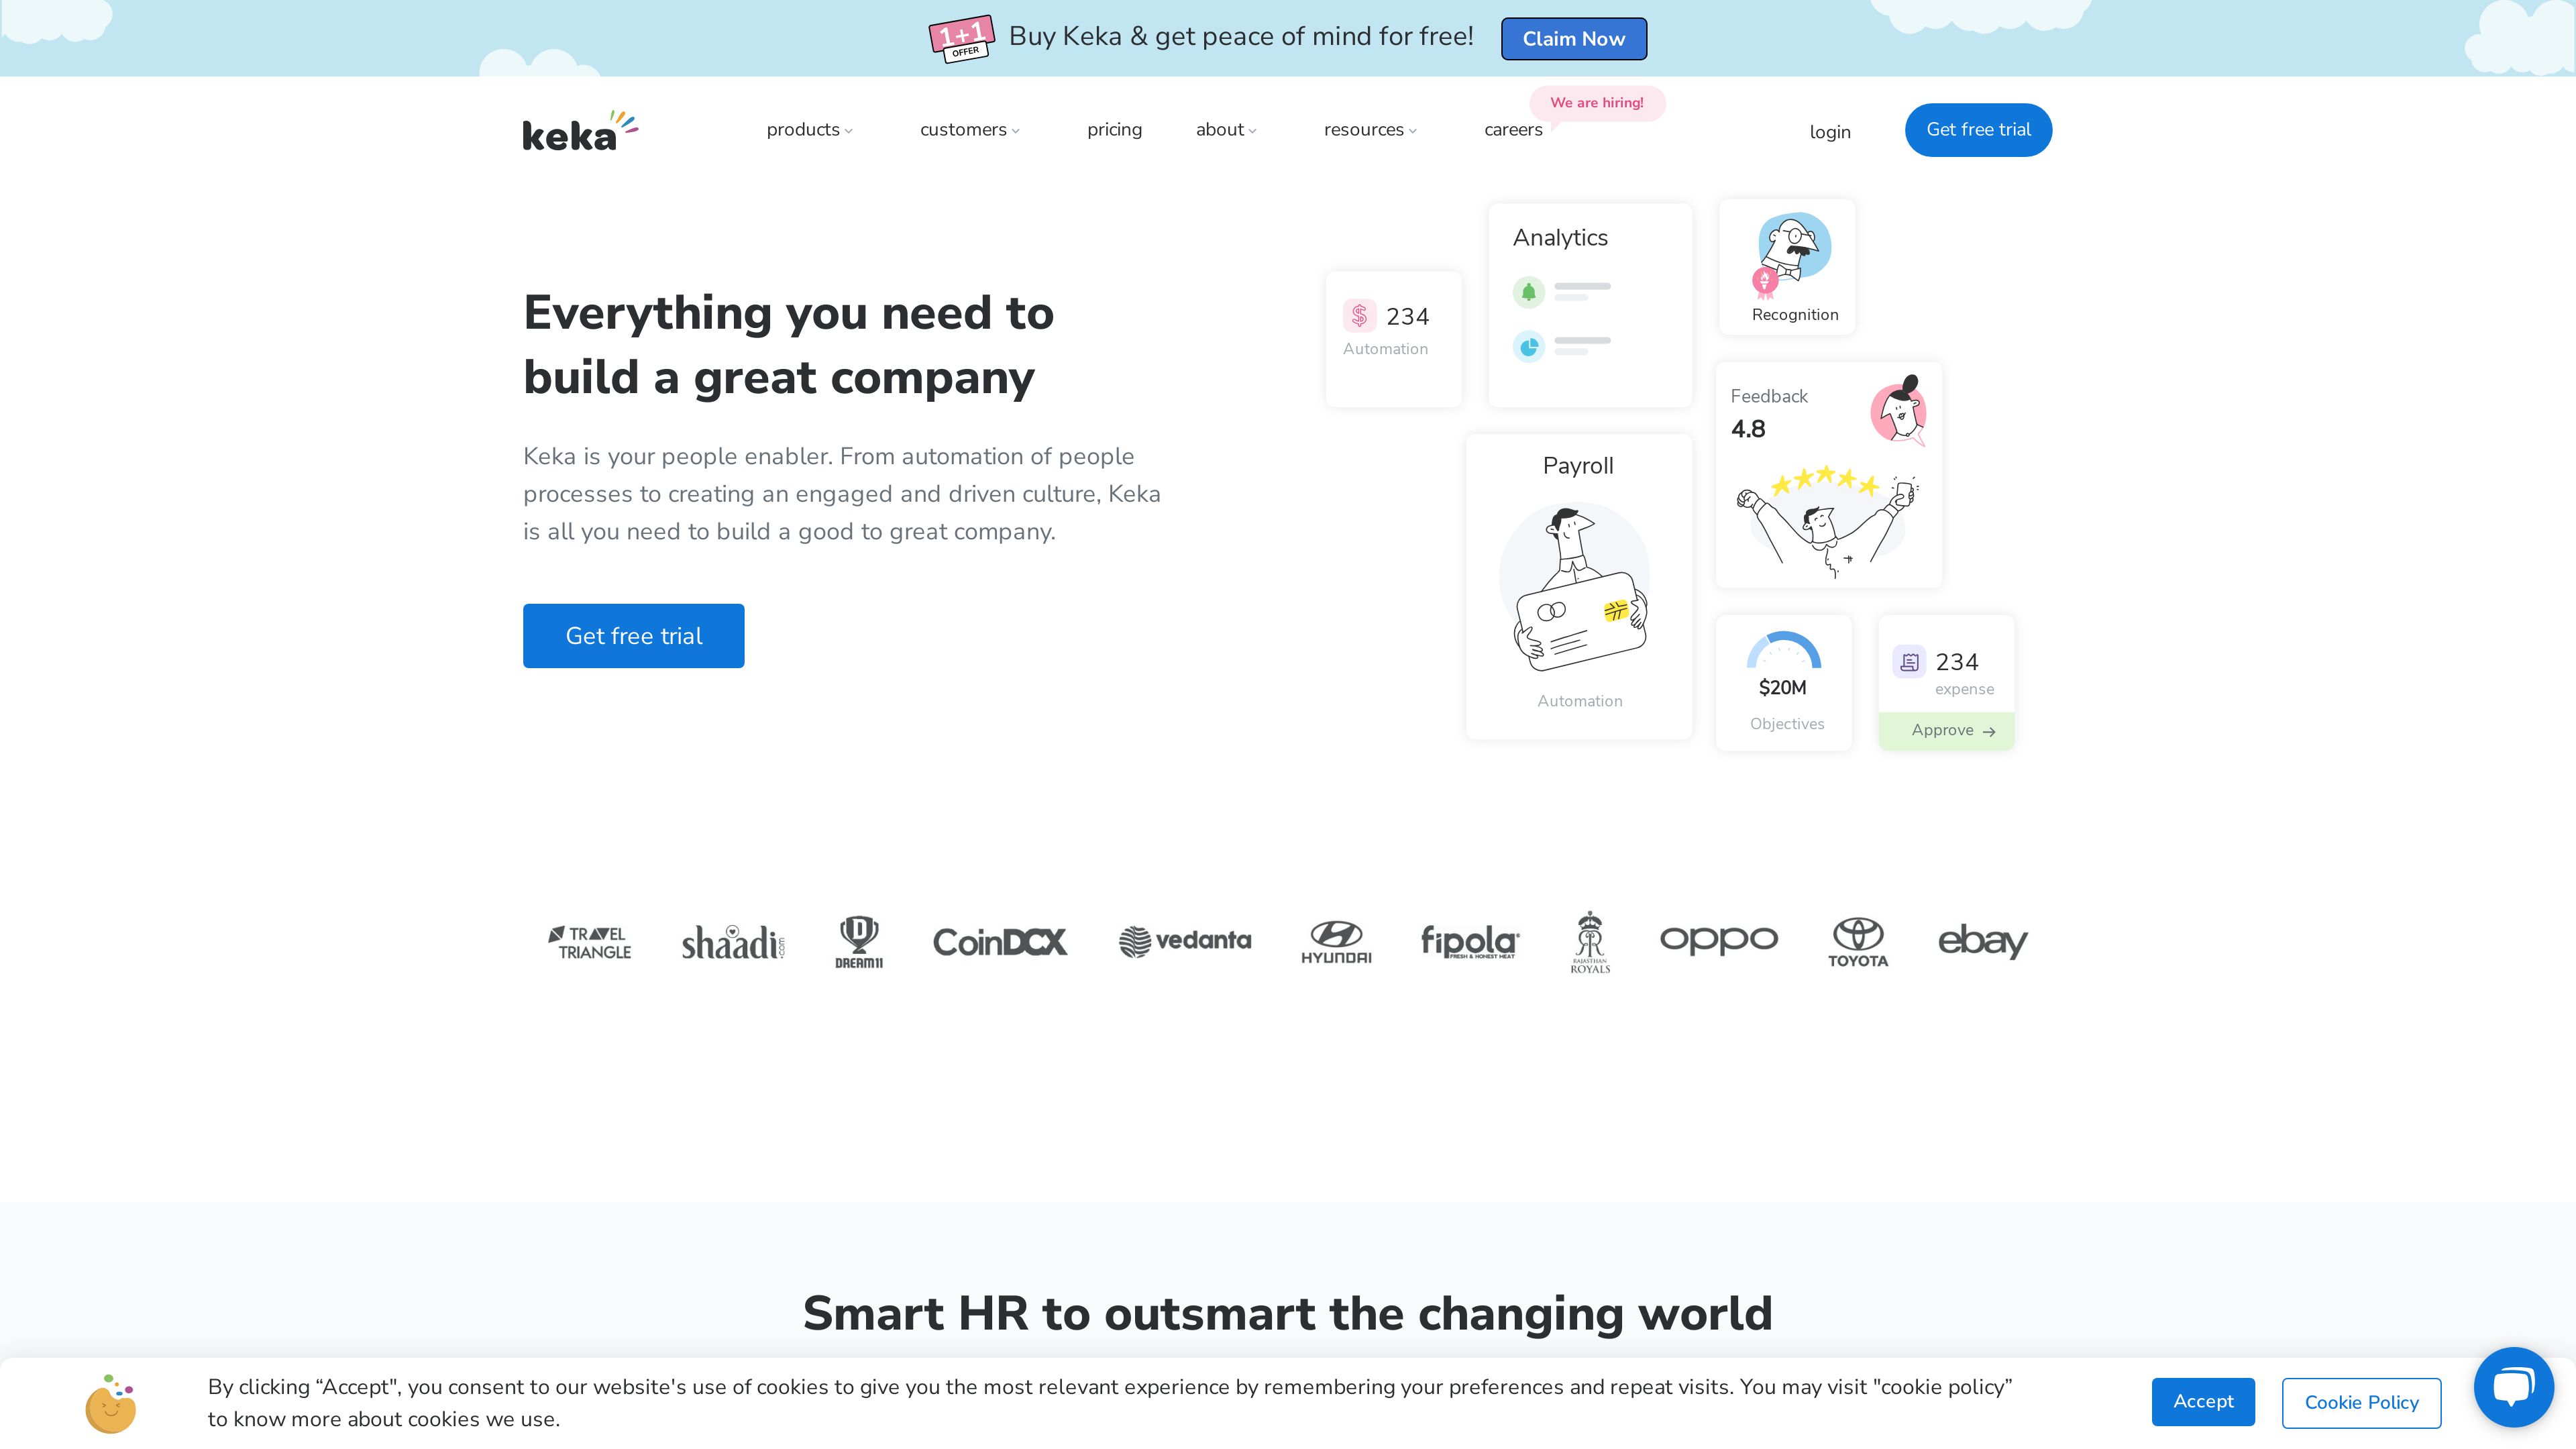 1+1
OFFER
Buy Keka & get peace of mind for free!
Claim Now
We are hiring!
keka
products
customers
pricing
about
resources
careers
login
Get free trial
Everything you need to
build a great company
Keka is your people enabler. From automation of people
processes to creating an engaged and driven culture, Keka
is all you need to build a good to great company.
Get free trial
234
Automation
Analytics
Recognition
Feedback
4.8
Payroll
Automation
$20M
Objectives
234
expense
Approve
TRAVEL
TRIANGLE
shaadi.com
DREAM11
CoinDCX
vedanta
HYUNDAI
fipola
FRESH & HONEST MEAT
RAJASTHAN
ROYALS
oppo
TOYOTA
ebay
Smart HR to outsmart the changing world
By clicking “Accept", you consent to our website's use of cookies to give you the most relevant experience by remembering your preferences and repeat visits. You may visit "cookie policy”
to know more about cookies we use.
Accept
Cookie Policy